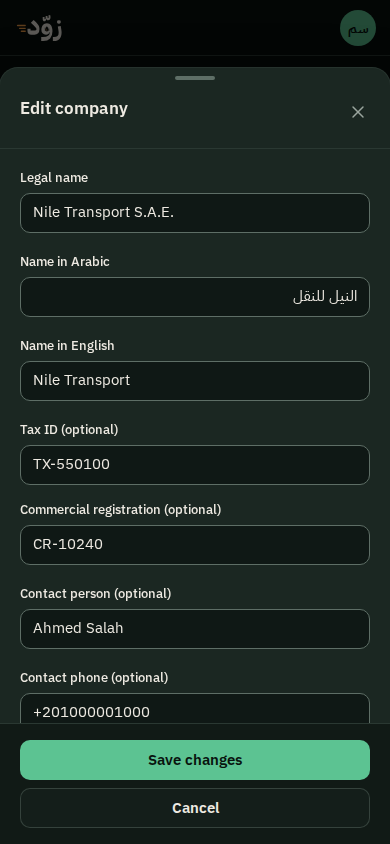 زوّد
سم
Edit company
Legal name
Nile Transport S.A.E.
Name in Arabic
النيل للنقل
Name in English
Nile Transport
Tax ID (optional)
TX-550100
Commercial registration (optional)
CR-10240
Contact person (optional)
Ahmed Salah
Contact phone (optional)
+201000001000
Save changes
Cancel